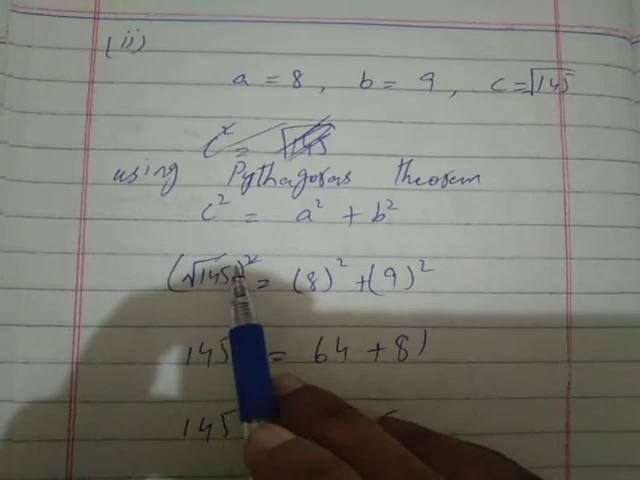 (ii)
a = 8 , b = 9 , c = √145
using Pythagoras theorem
c² = a² + b²
(√145)² = (8)² + (9)²
145 = 64 + 81
145